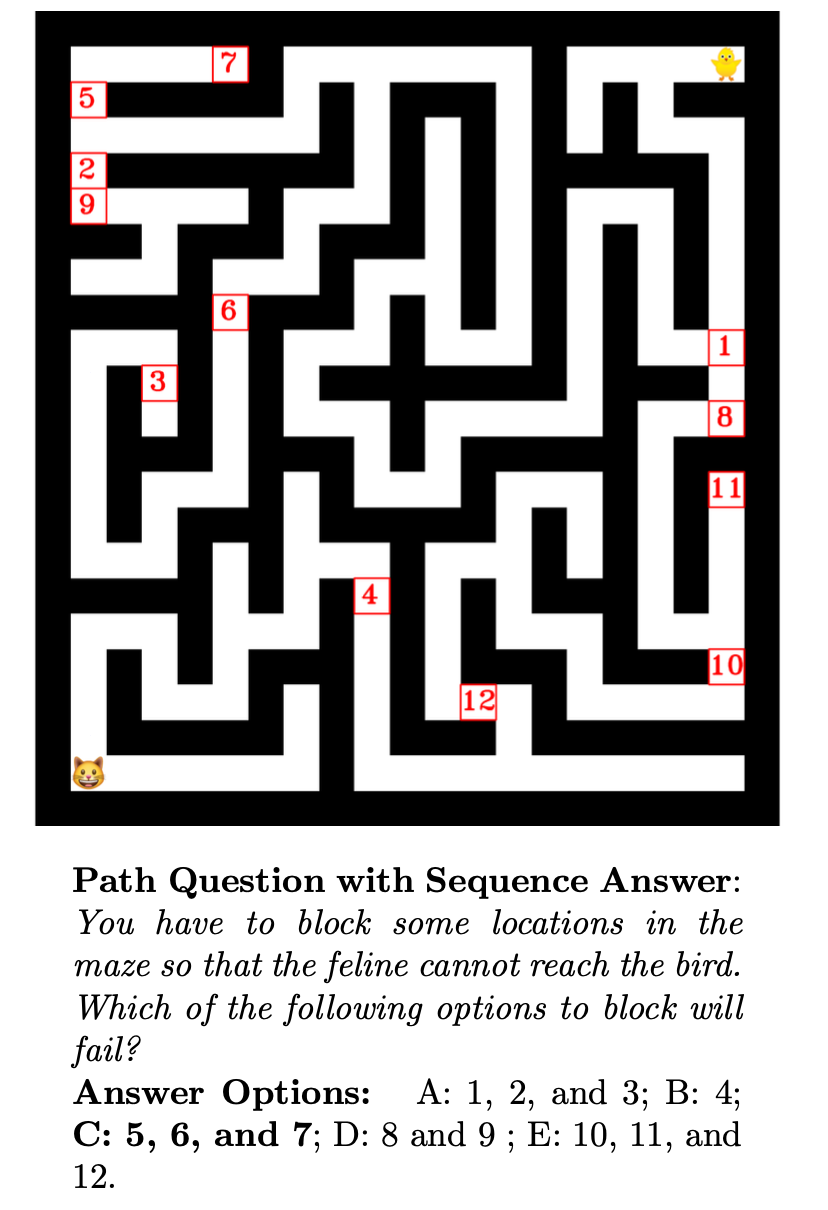 7
5
2
9
6
1
3
8
11
4
10
12
Path Question with Sequence Answer:
You have to block some locations in the
maze so that the feline cannot reach the bird.
Which of the following options to block will
fail?
Answer Options: A: 1, 2, and 3; B: 4;
C: 5, 6, and 7; D: 8 and 9 ; E: 10, 11, and
12.